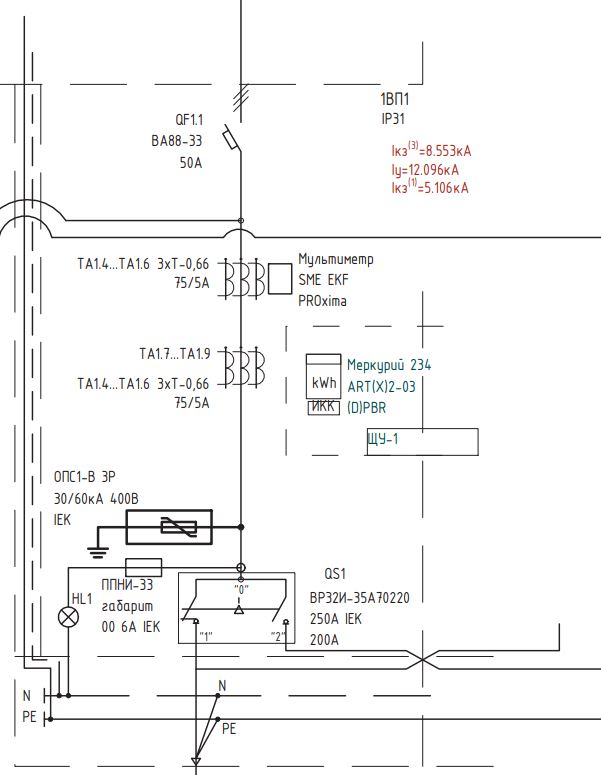 1ВП1
IP31
QF1.1
ВА88-33
50А
Iкз(3)=8.553кА
Iу=12.096кА
Iкз(1)=5.106кА
ТА1.4...ТА1.6 3хТ-0,66
75/5А
Мультиметр
SME EKF
PROxima
ТА1.7...ТА1.9
ТА1.4...ТА1.6 3хТ-0,66
75/5А
kWh
ИКК
Меркурий 234
ART(X)2-03
(D)PBR
ЩУ-1
ОПС1-В 3Р
30/60кА 400В
IEK
ППНИ-33
габарит
00 6А IEK
HL1
"0"
"1"
"2"
QS1
ВР32И-35А70220
250А IEK
200А
N
PE
N
PE